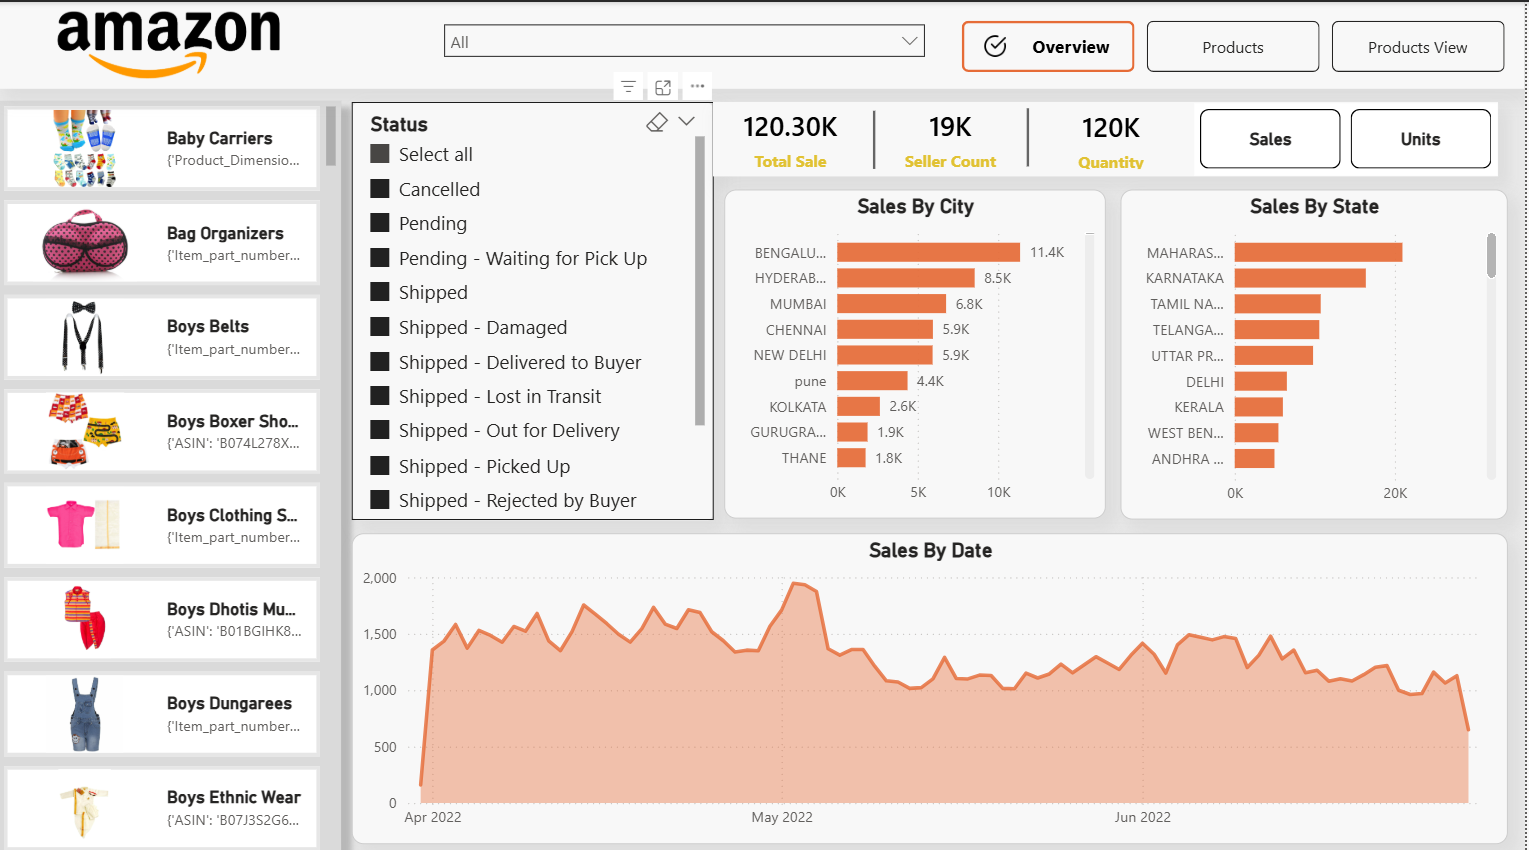 amazon
All
Overview
Products
Products View
Baby Carriers
{'Product_Dimensio...
Bag Organizers
{'Item_part_number...
Boys Belts
{'Item_part_number...
Boys Boxer Sho...
{'ASIN': 'B074L278X...
Boys Clothing S...
{'Item_part_number...
Boys Dhotis Mu...
{'ASIN': 'B01BGIHK8...
Boys Dungarees
{'Item_part_number...
Boys Ethnic Wear
{'ASIN': 'B07J3S2G6...
Status
Select all
Cancelled
Pending
Pending - Waiting for Pick Up
Shipped
Shipped - Damaged
Shipped - Delivered to Buyer
Shipped - Lost in Transit
Shipped - Out for Delivery
Shipped - Picked Up
Shipped - Rejected by Buyer
120.30K
Total Sale
19K
Seller Count
120K
Quantity
Sales
Units
Sales By City
BENGALU... 11.4K
HYDERAB... 8.5K
MUMBAI 6.8K
CHENNAI 5.9K
NEW DELHI 5.9K
pune 4.4K
KOLKATA 2.6K
GURUGRA... 1.9K
THANE 1.8K
0K 5K 10K
Sales By State
MAHARAS...
KARNATAKA
TAMIL NA...
TELANGA...
UTTAR PR...
DELHI
KERALA
WEST BEN...
ANDHRA ...
0K 20K
Sales By Date
2,000
1,500
1,000
500
0
Apr 2022 May 2022 Jun 2022